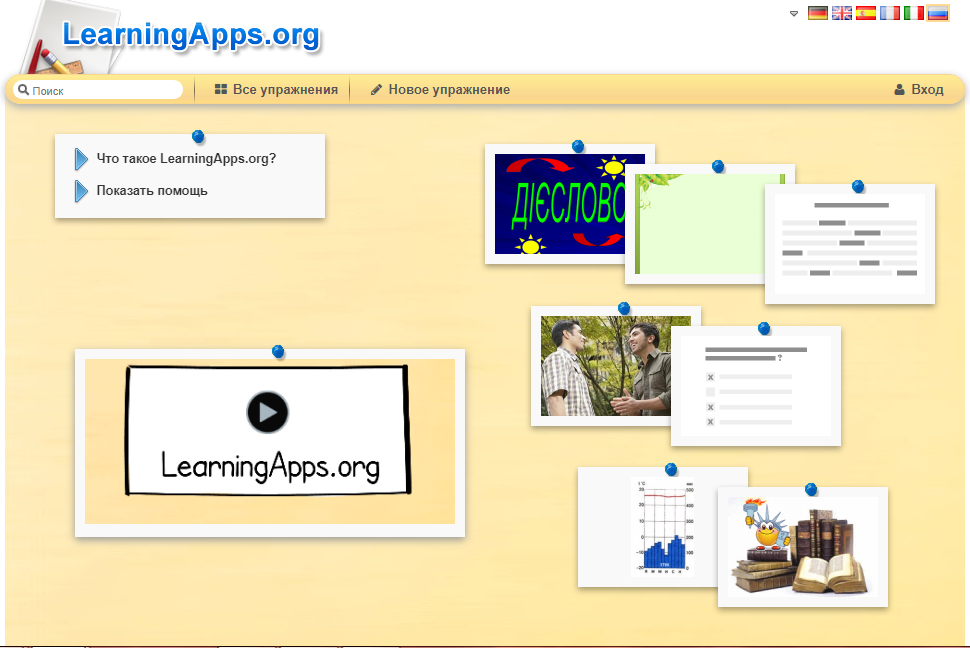 LearningApps.org
Поиск
Все упражнения
Новое упражнение
Вход
Что такое LearningApps.org?
Показать помощь
ДІЄСЛОВО
?
LearningApps.org